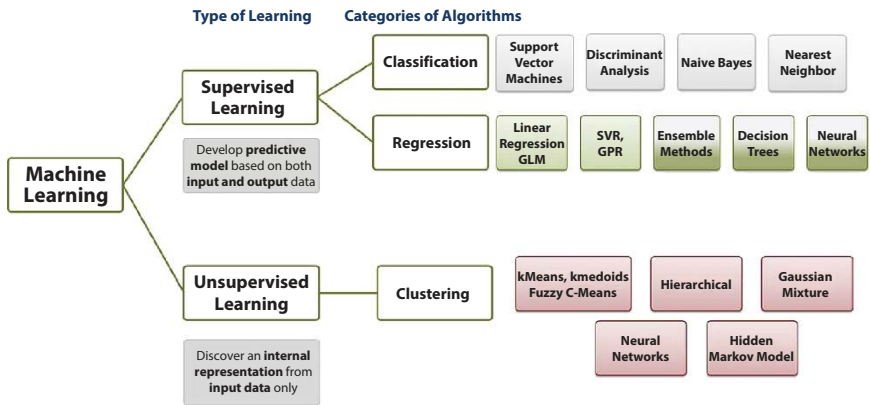 Type of Learning
Categories of Algorithms
Machine
Learning
Supervised
Learning
Develop predictive
model based on both
input and output data
Classification
Support
Vector
Machines
Discriminant
Analysis
Naive Bayes
Nearest
Neighbor
Regression
Linear
Regression
GLM
SVR,
GPR
Ensemble
Methods
Decision
Trees
Neural
Networks
Unsupervised
Learning
Discover an internal
representation from
input data only
Clustering
kMeans, kmedoids
Fuzzy C-Means
Hierarchical
Gaussian
Mixture
Neural
Networks
Hidden
Markov Model